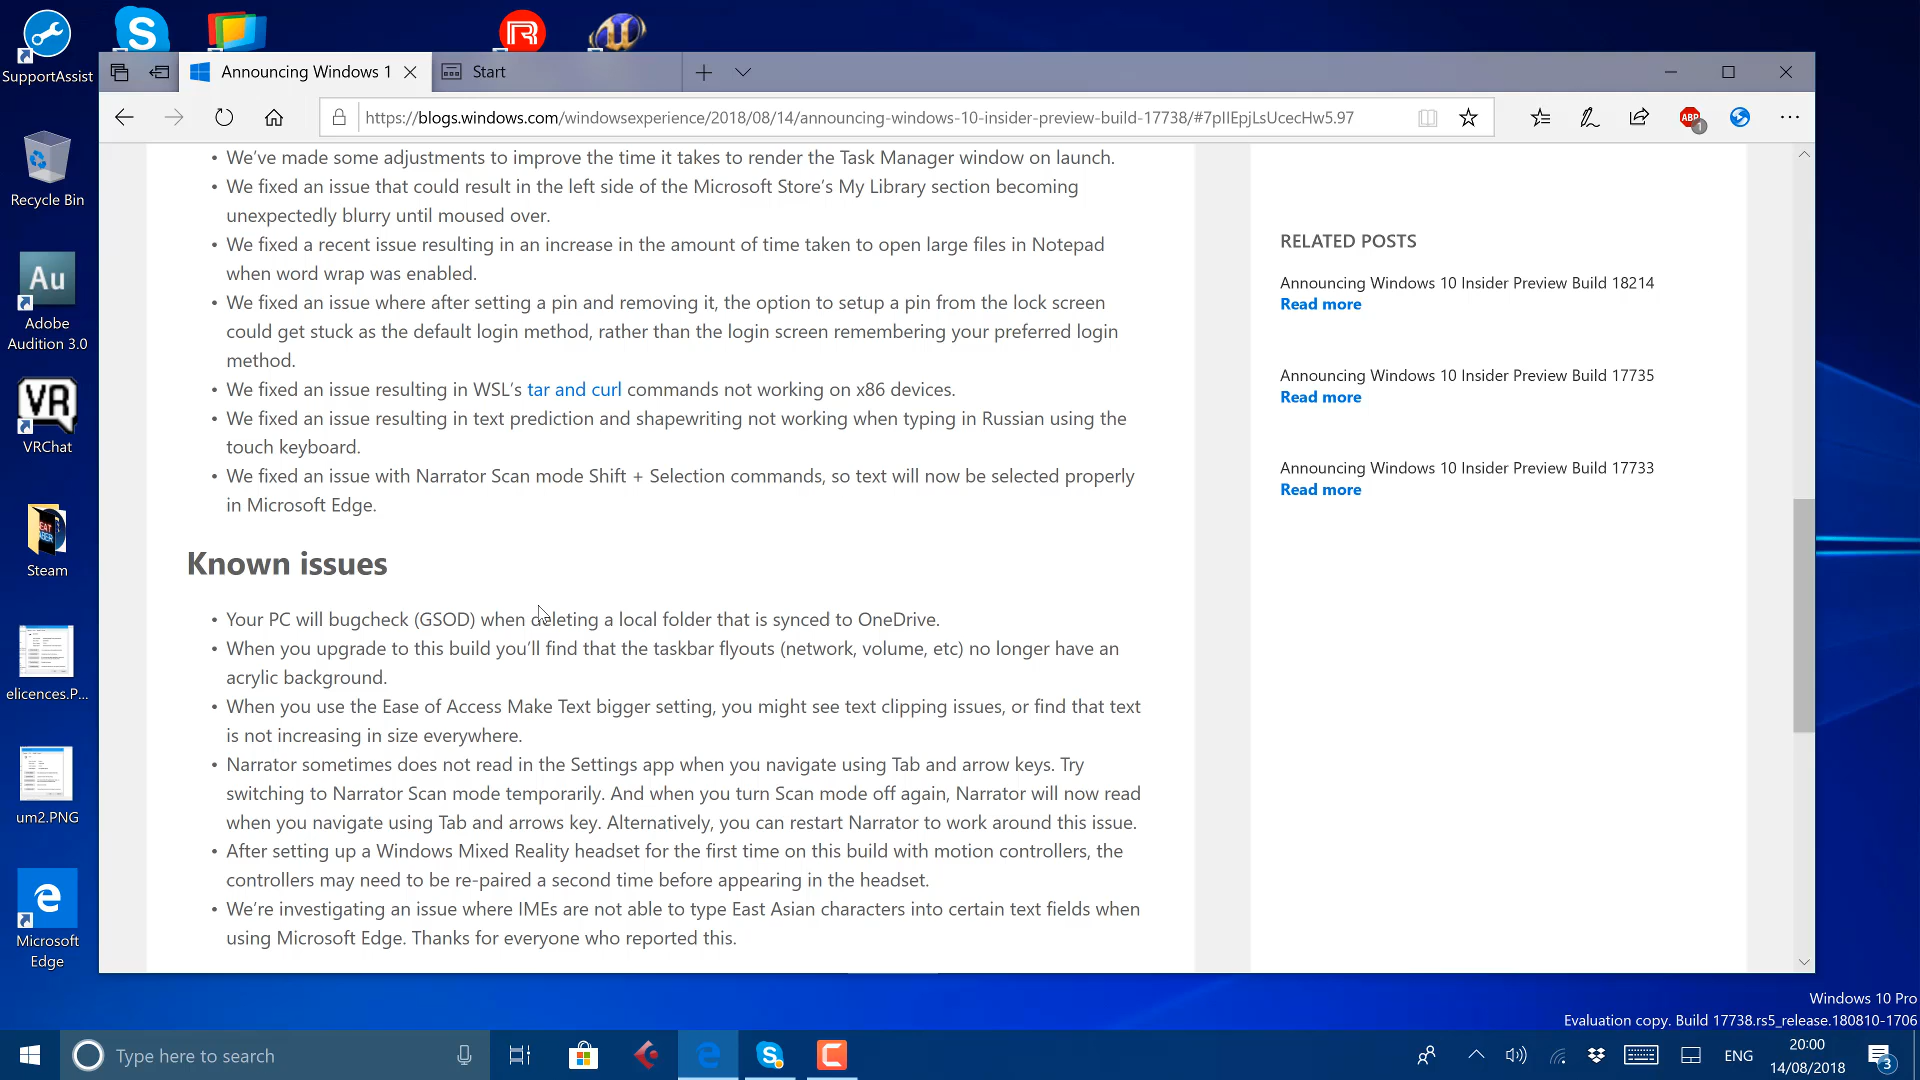 SupportAssist
Recycle Bin
Au
Adobe
Audition 3.0
VR
VRChat
Steam
elicences.P...
um2.PNG
Microsoft
Edge
Announcing Windows 1
Start
https://blogs.windows.com/windowsexperience/2018/08/14/announcing-windows-10-insider-preview-build-17738/#7pIIEpjLsUcecHw5.97
ABP
1
• We've made some adjustments to improve the time it takes to render the Task Manager window on launch.
• We fixed an issue that could result in the left side of the Microsoft Store's My Library section becoming
unexpectedly blurry until moused over.
• We fixed a recent issue resulting in an increase in the amount of time taken to open large files in Notepad
when word wrap was enabled.
• We fixed an issue where after setting a pin and removing it, the option to setup a pin from the lock screen
could get stuck as the default login method, rather than the login screen remembering your preferred login
method.
• We fixed an issue resulting in WSL's tar and curl commands not working on x86 devices.
• We fixed an issue resulting in text prediction and shapewriting not working when typing in Russian using the
touch keyboard.
• We fixed an issue with Narrator Scan mode Shift + Selection commands, so text will now be selected properly
in Microsoft Edge.
Known issues
• Your PC will bugcheck (GSOD) when deleting a local folder that is synced to OneDrive.
• When you upgrade to this build you'll find that the taskbar flyouts (network, volume, etc) no longer have an
acrylic background.
• When you use the Ease of Access Make Text bigger setting, you might see text clipping issues, or find that text
is not increasing in size everywhere.
• Narrator sometimes does not read in the Settings app when you navigate using Tab and arrow keys. Try
switching to Narrator Scan mode temporarily. And when you turn Scan mode off again, Narrator will now read
when you navigate using Tab and arrows key. Alternatively, you can restart Narrator to work around this issue.
• After setting up a Windows Mixed Reality headset for the first time on this build with motion controllers, the
controllers may need to be re-paired a second time before appearing in the headset.
• We're investigating an issue where IMEs are not able to type East Asian characters into certain text fields when
using Microsoft Edge. Thanks for everyone who reported this.
RELATED POSTS
Announcing Windows 10 Insider Preview Build 18214
Read more
Announcing Windows 10 Insider Preview Build 17735
Read more
Announcing Windows 10 Insider Preview Build 17733
Read more
Windows 10 Pro
Evaluation copy. Build 17738.rs5_release.180810-1706
Type here to search
ENG
20:00
14/08/2018
3